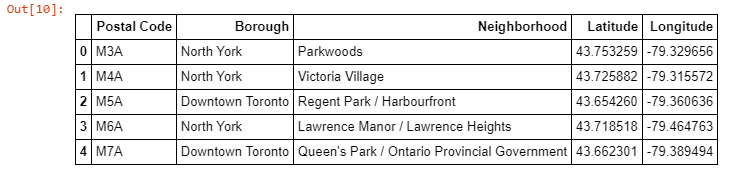 Out[10]:
Postal Code Borough Neighborhood Latitude Longitude
0 M3A North York Parkwoods 43.753259 -79.329656
1 M4A North York Victoria Village 43.725882 -79.315572
2 M5A Downtown Toronto Regent Park / Harbourfront 43.654260 -79.360636
3 M6A North York Lawrence Manor / Lawrence Heights 43.718518 -79.464763
4 M7A Downtown Toronto Queen's Park / Ontario Provincial Government 43.662301 -79.389494